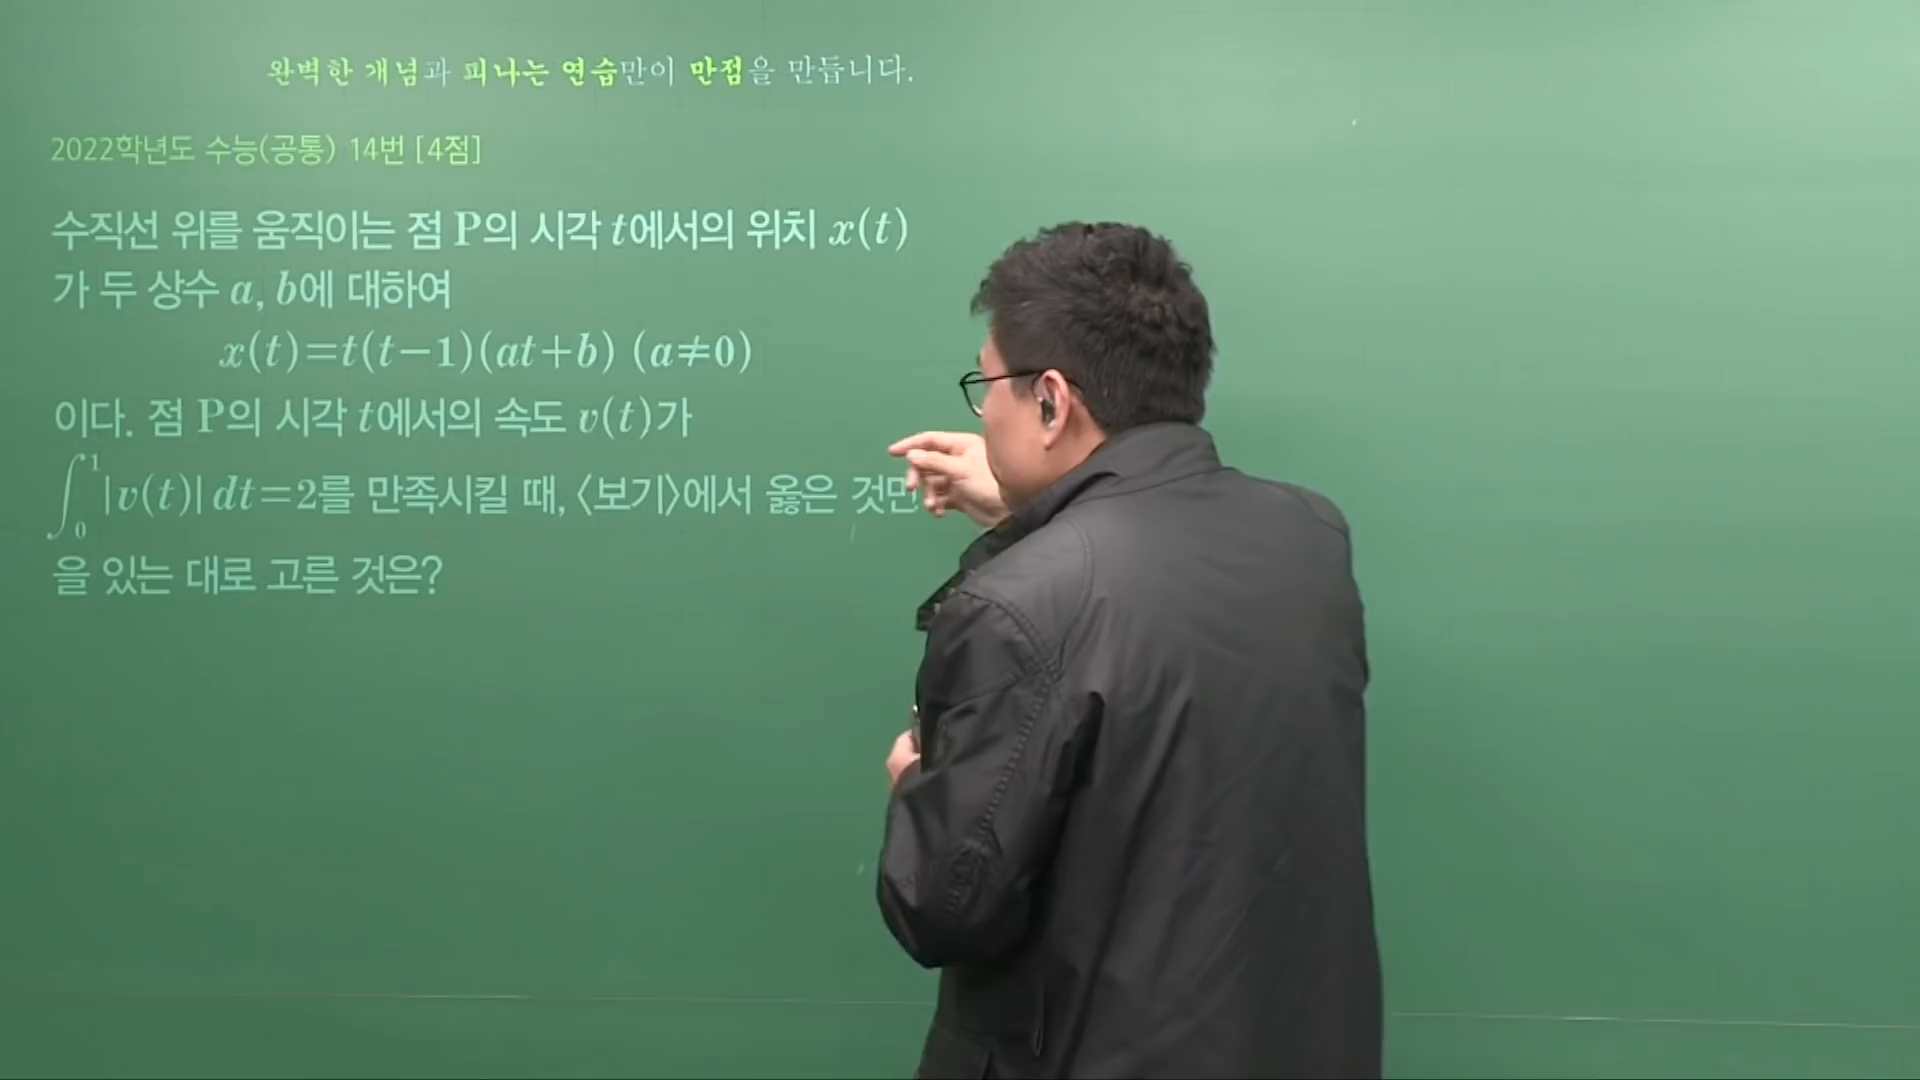 완벽한 개념과 피나는 연습만이 만점을 만듭니다.
2022학년도 수능(공통) 14번 [4점]
수직선 위를 움직이는 점 P의 시각 t에서의 위치 x(t)
가 두 상수 a, b에 대하여
x(t)=t(t−1)(at+b) (a≠0)
이다. 점 P의 시각 t에서의 속도 v(t)가
∫₀¹|v(t)| dt=2를 만족시킬 때, 〈보기〉에서 옳은 것만
을 있는 대로 고른 것은?